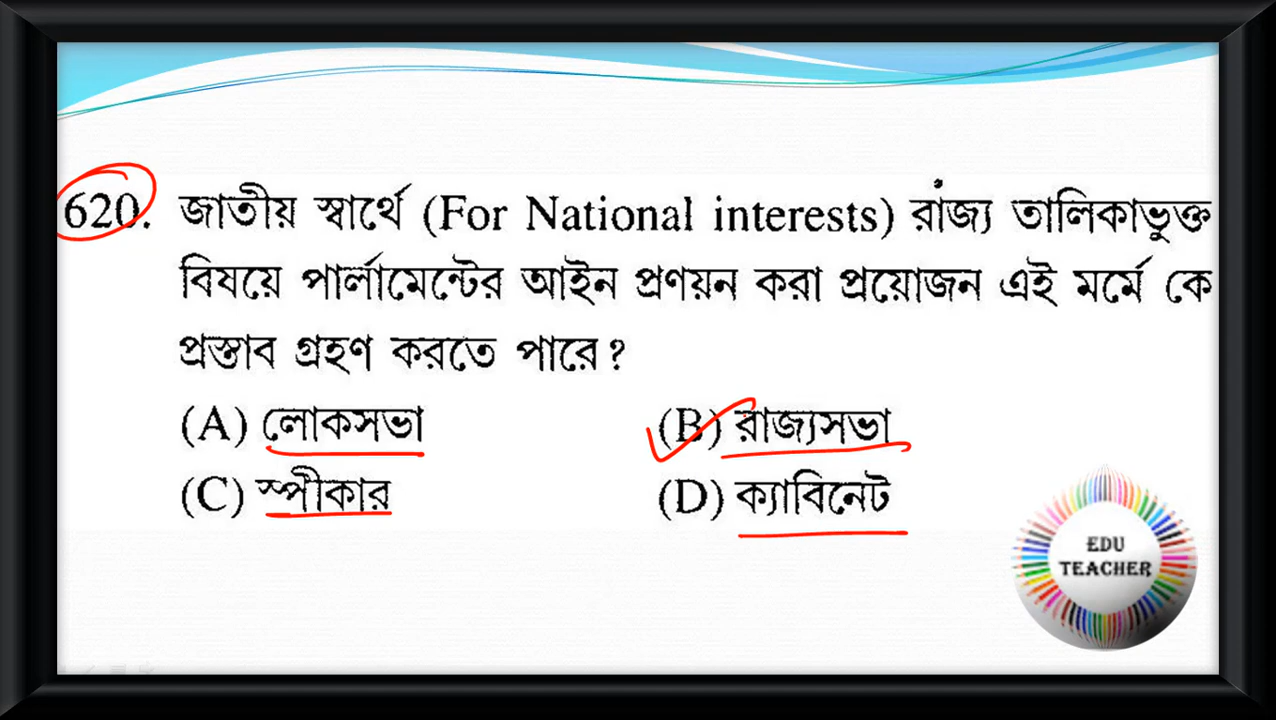 620. জাতীয় স্বার্থে (For National interests) রাজ্য তালিকাভুক্ত
বিষয়ে পার্লামেন্টের আইন প্রণয়ন করা প্রয়োজন এই মর্মে কে
প্রস্তাব গ্রহণ করতে পারে?
(A) লোকসভা (B) রাজ্যসভা
(C) স্পীকার (D) ক্যাবিনেট
EDU
TEACHER